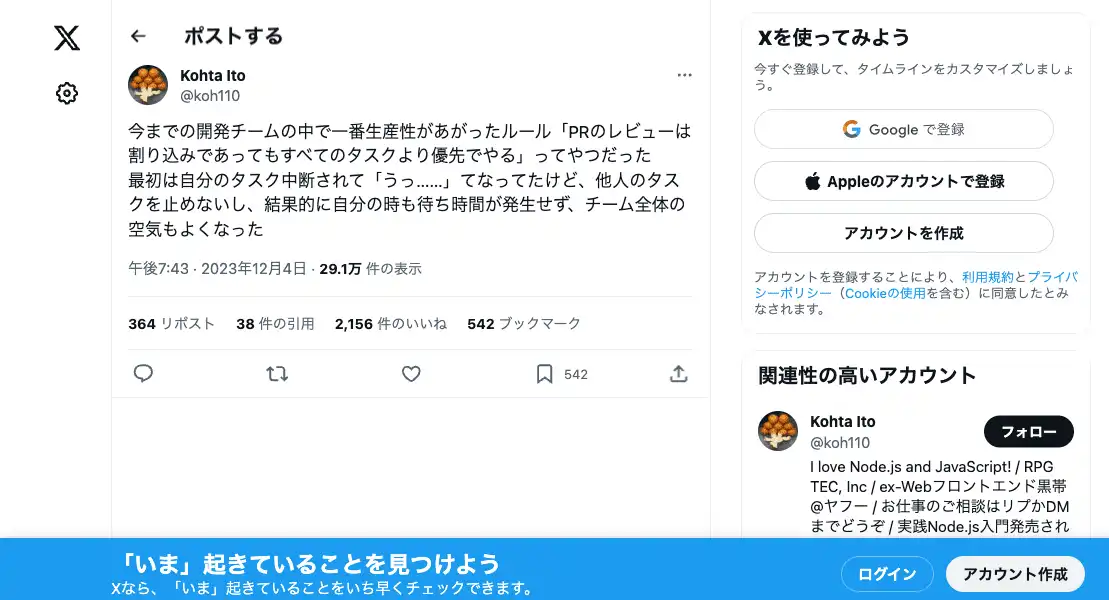 ポストする
Kohta Ito
@koh110
今までの開発チームの中で一番生産性があがったルール「PRのレビューは
割り込みであってもすべてのタスクより優先でやる」ってやつだった
最初は自分のタスク中断されて「うっ......」てなってたけど、他人のタス
クを止めないし、結果的に自分の時も待ち時間が発生せず、チーム全体の
空気もよくなった
午後7:43 · 2023年12月4日 · 29.1万 件の表示
364 リポスト 38 件の引用 2,156 件のいいね 542 ブックマーク
542
Xを使ってみよう
今すぐ登録して、タイムラインをカスタマイズしましょ
う。
Google で登録
Appleのアカウントで登録
アカウントを作成
アカウントを登録することにより、利用規約とプライバ
シーポリシー（Cookieの使用を含む）に同意したとみ
なされます。
関連性の高いアカウント
Kohta Ito
@koh110
フォロー
I love Node.js and JavaScript! / RPG
TEC, Inc / ex-Webフロントエンド黒帯
@ヤフー / お仕事のご相談はリプかDM
までどうぞ / 実践Node.js入門発売され
「いま」起きていることを見つけよう
Xなら、「いま」起きていることをいち早くチェックできます。
ログイン
アカウント作成